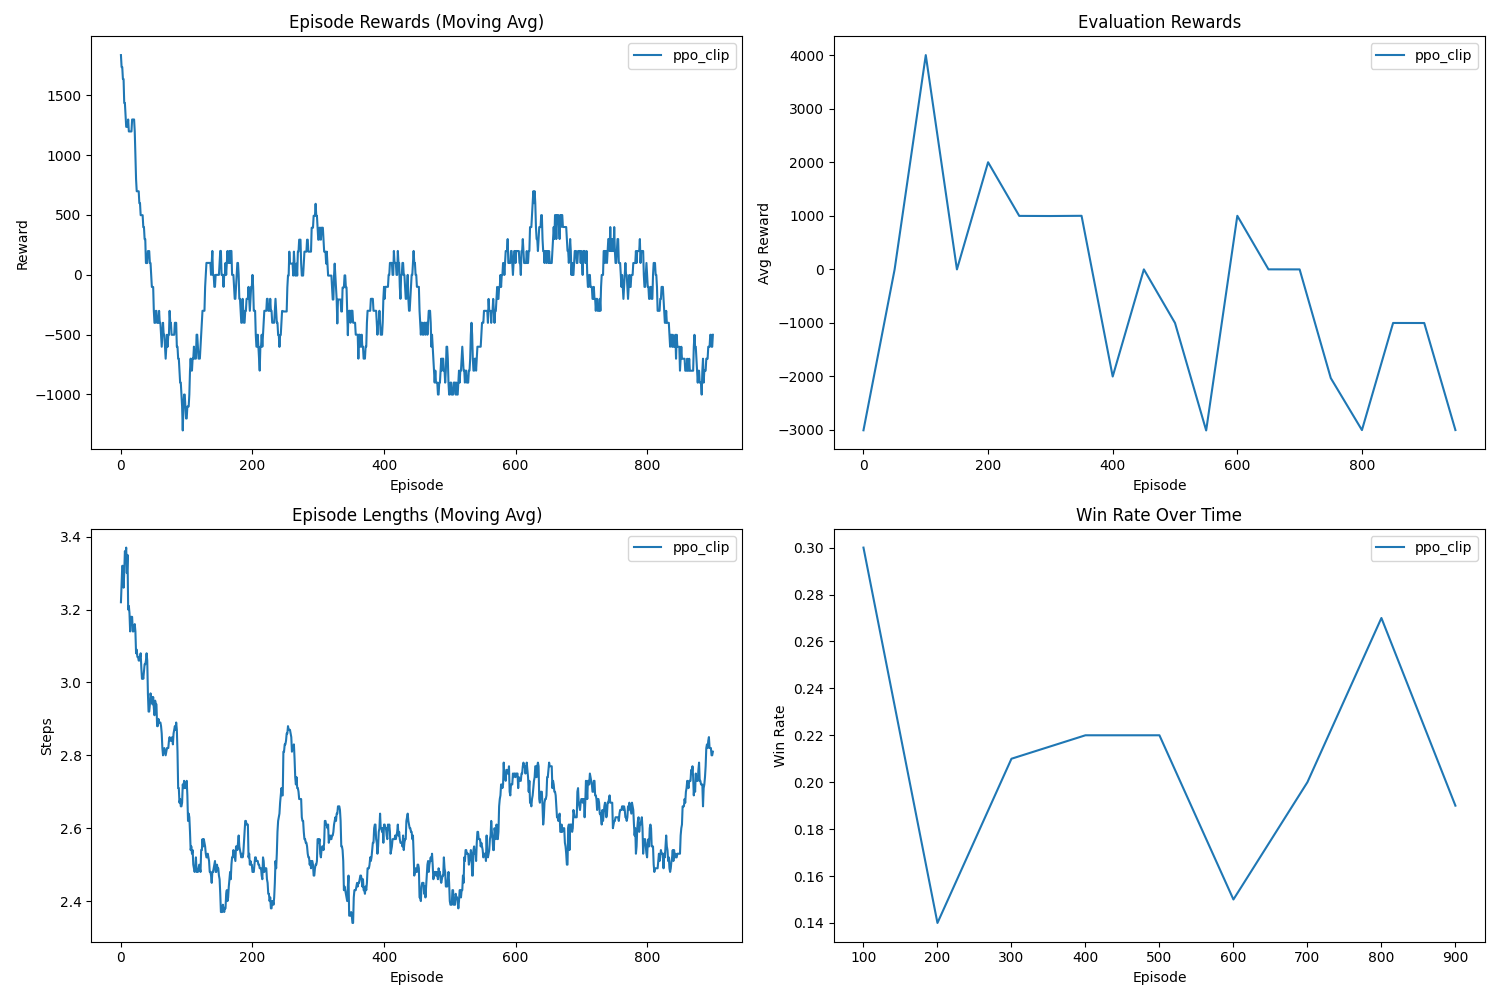 Episode Rewards (Moving Avg)
ppo_clip
Reward
1500
1000
500
0
−500
−1000
0 200 400 600 800
Episode
Evaluation Rewards
ppo_clip
Avg Reward
4000
3000
2000
1000
0
−1000
−2000
−3000
0 200 400 600 800
Episode
Episode Lengths (Moving Avg)
ppo_clip
Steps
3.4
3.2
3.0
2.8
2.6
2.4
0 200 400 600 800
Episode
Win Rate Over Time
ppo_clip
Win Rate
0.30
0.28
0.26
0.24
0.22
0.20
0.18
0.16
0.14
100 200 300 400 500 600 700 800 900
Episode